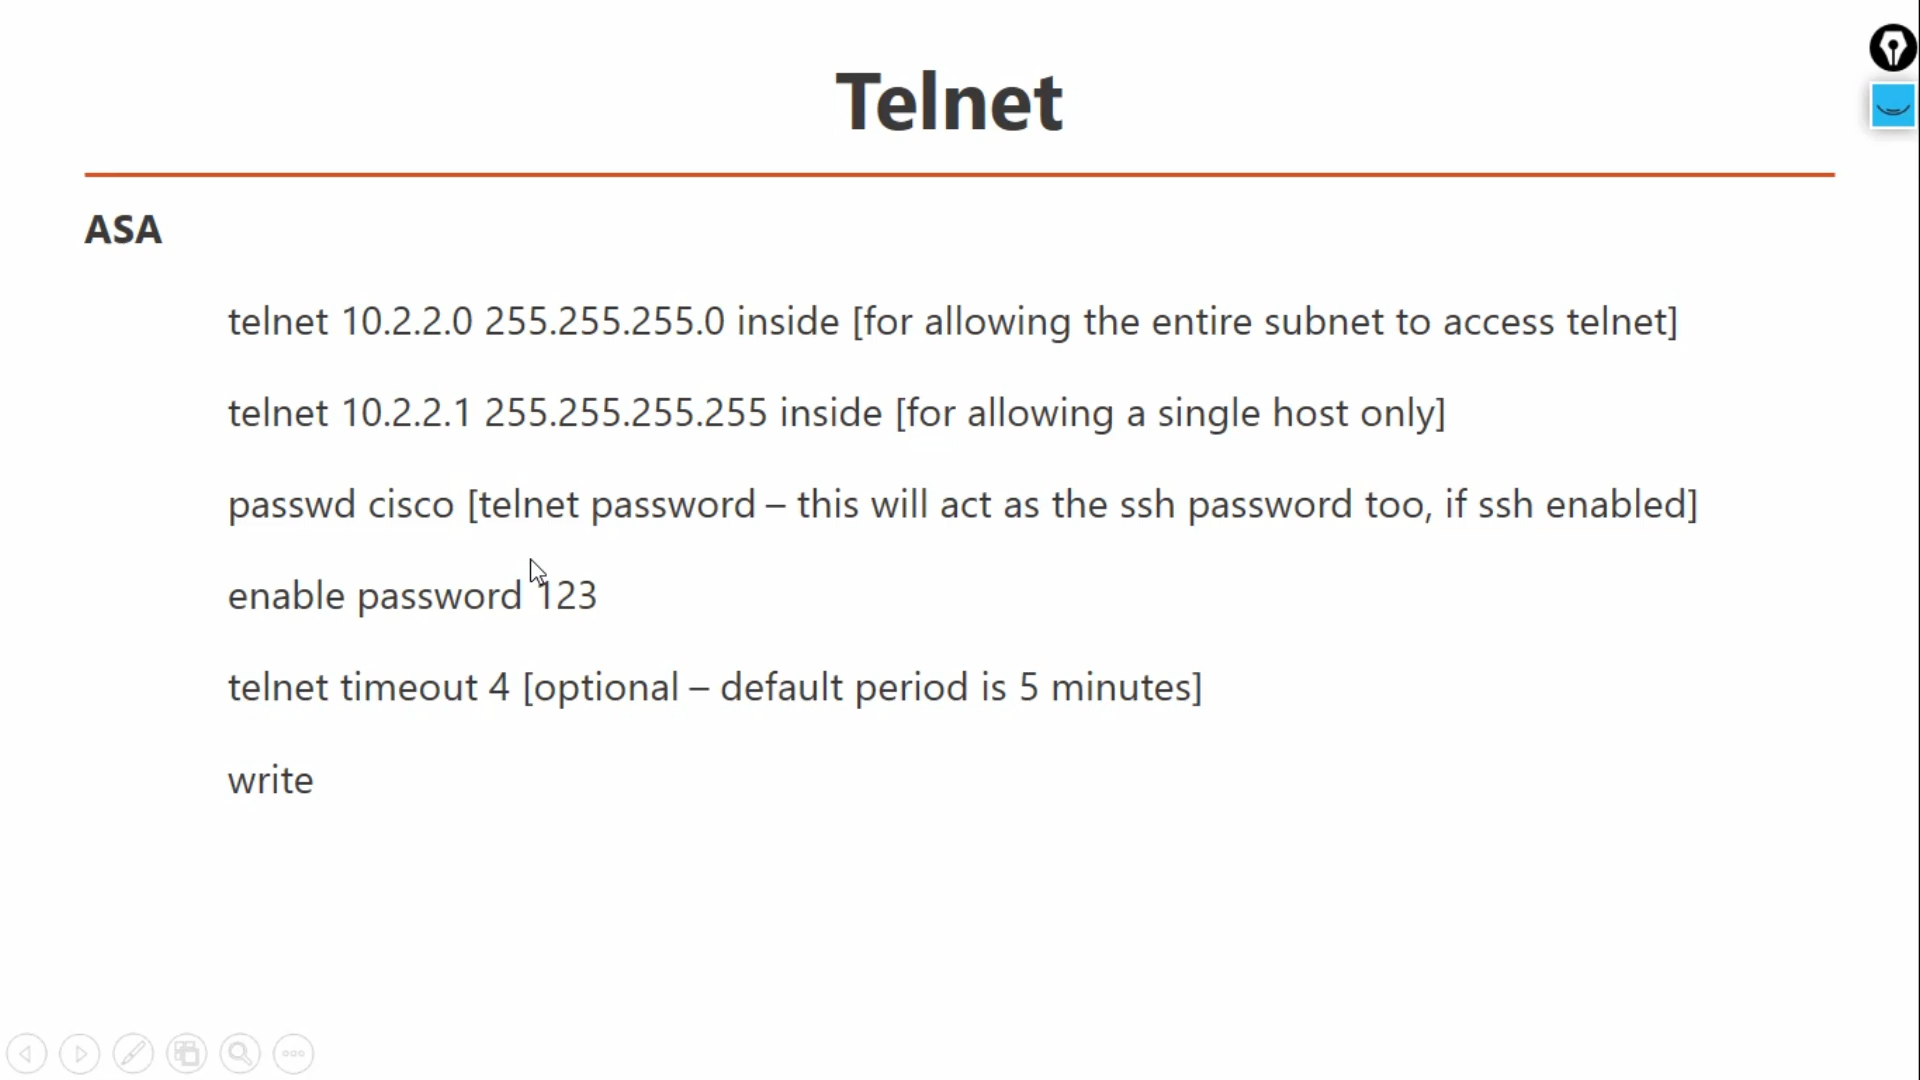 Telnet
ASA
telnet 10.2.2.0 255.255.255.0 inside [for allowing the entire subnet to access telnet]
telnet 10.2.2.1 255.255.255.255 inside [for allowing a single host only]
passwd cisco [telnet password – this will act as the ssh password too, if ssh enabled]
enable password 123
telnet timeout 4 [optional – default period is 5 minutes]
write